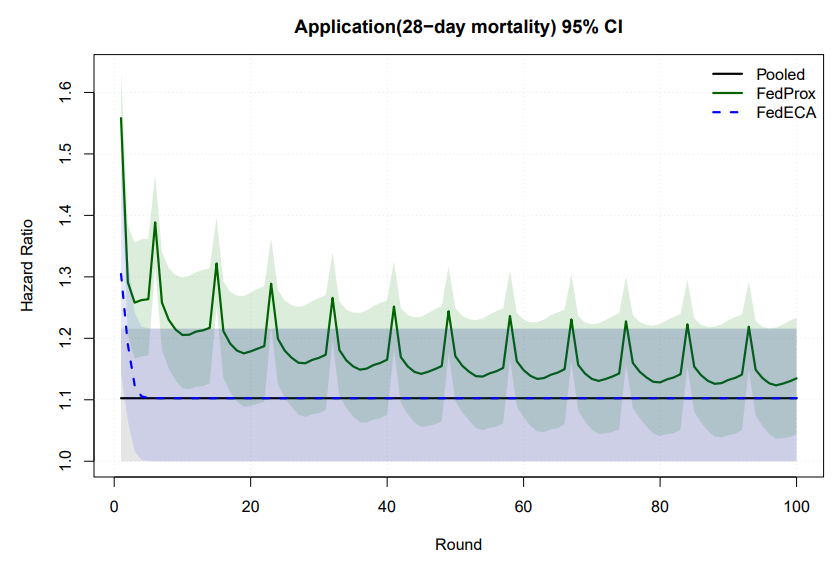 Application(28−day mortality) 95% CI
Pooled
FedProx
FedECA
Hazard Ratio
1.6
1.5
1.4
1.3
1.2
1.1
1.0
0 20 40 60 80 100
Round